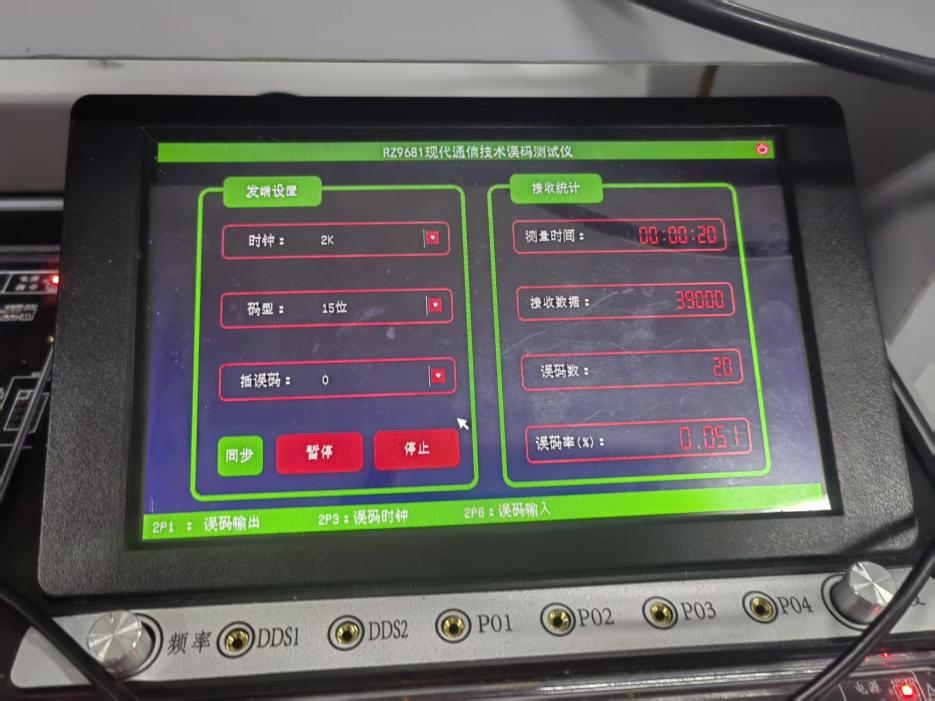 RZ9681现代通信技术误码测试仪
发端设置
时钟： 2K
码型： 15位
插误码： 0
同步 暂停 停止
接收统计
测量时间： 00:00:20
接收数据： 39000
误码数： 20
误码率(%)： 0.051
2P1 ： 误码输出 2P3：误码时钟 2P6：误码输入
频率 DDS1 DDS2 P01 P02 P03 P04
电源